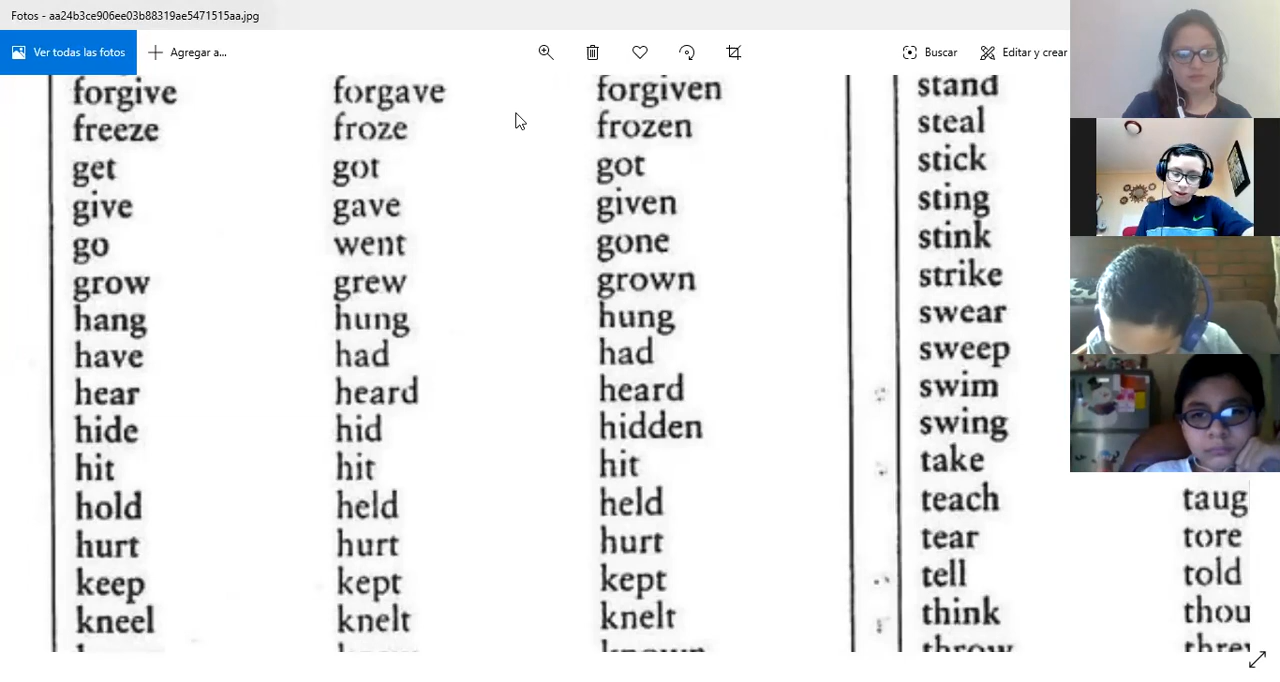 Fotos - aa24b3ce906ee03b88319ae5471515aa.jpg
Ver todas las fotos Agregar a... Buscar Editar y crear
forgive forgave forgiven stand
freeze froze frozen steal
get got got stick
give gave given sting
go went gone stink
grow grew grown strike
hang hung hung swear
have had had sweep
hear heard heard swim
hide hid hidden swing
hit hit hit take
hold held held teach taug
hurt hurt hurt tear tore
keep kept kept tell told
kneel knelt knelt think thou
throw